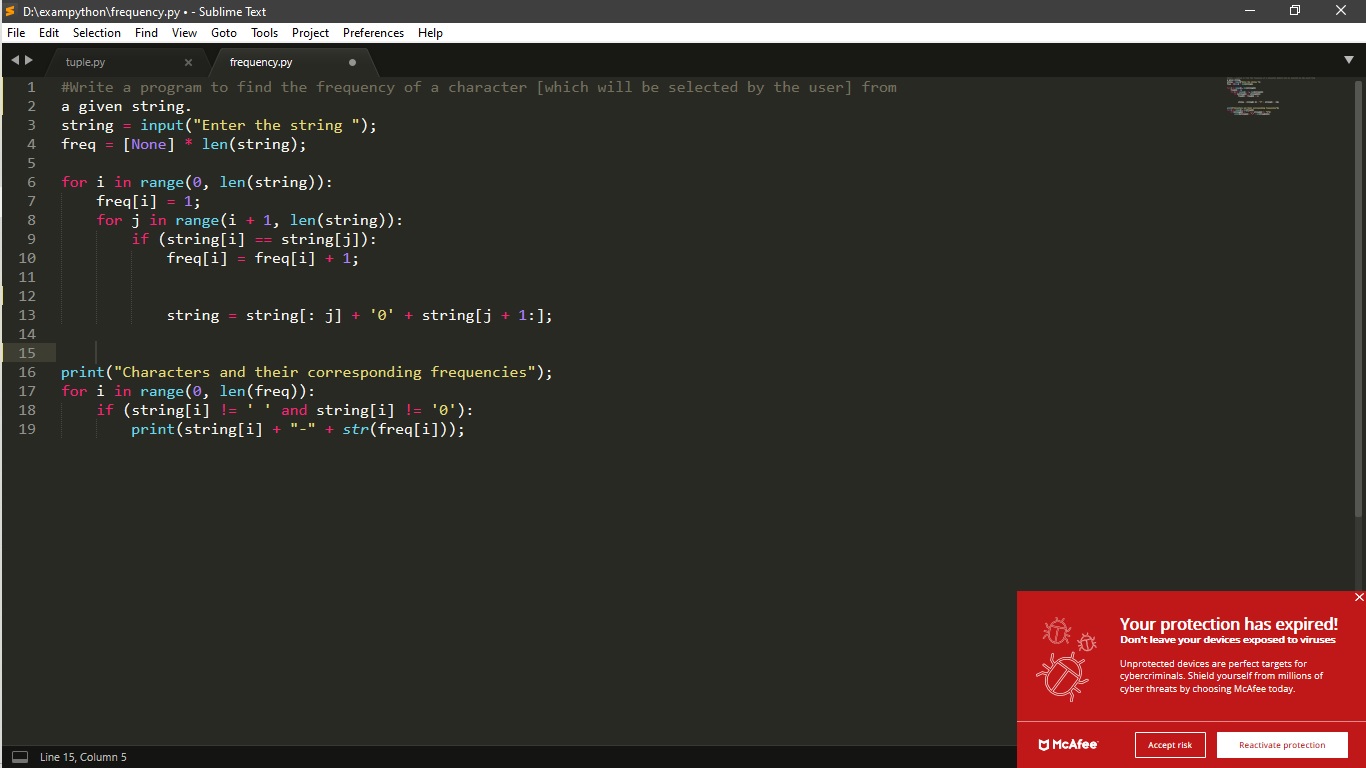 D:\exampython\frequency.py • - Sublime Text
File Edit Selection Find View Goto Tools Project Preferences Help
tuple.py × frequency.py
1 #Write a program to find the frequency of a character [which will be selected by the user] from
2 a given string.
3 string = input("Enter the string ");
4 freq = [None] * len(string);
5
6 for i in range(0, len(string)):
7     freq[i] = 1;
8     for j in range(i + 1, len(string)):
9         if (string[i] == string[j]):
10             freq[i] = freq[i] + 1;
11
12
13             string = string[: j] + '0' + string[j + 1:];
14
15
16 print("Characters and their corresponding frequencies");
17 for i in range(0, len(freq)):
18     if (string[i] != ' ' and string[i] != '0'):
19         print(string[i] + "-" + str(freq[i]));
Your protection has expired!
Don't leave your devices exposed to viruses
Unprotected devices are perfect targets for
cybercriminals. Shield yourself from millions of
cyber threats by choosing McAfee today.
McAfee Accept risk Reactivate protection
Line 15, Column 5